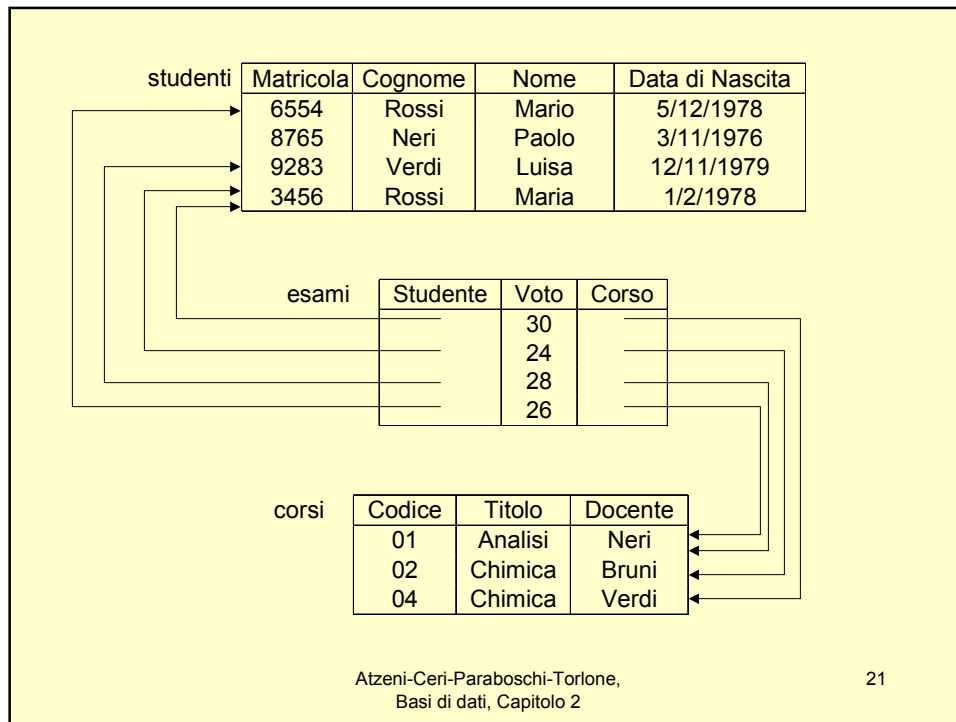 studenti Matricola Cognome Nome Data di Nascita
6554 Rossi Mario 5/12/1978
8765 Neri Paolo 3/11/1976
9283 Verdi Luisa 12/11/1979
3456 Rossi Maria 1/2/1978
esami Studente Voto Corso
30
24
28
26
corsi Codice Titolo Docente
01 Analisi Neri
02 Chimica Bruni
04 Chimica Verdi
Atzeni-Ceri-Paraboschi-Torlone, 21
Basi di dati, Capitolo 2